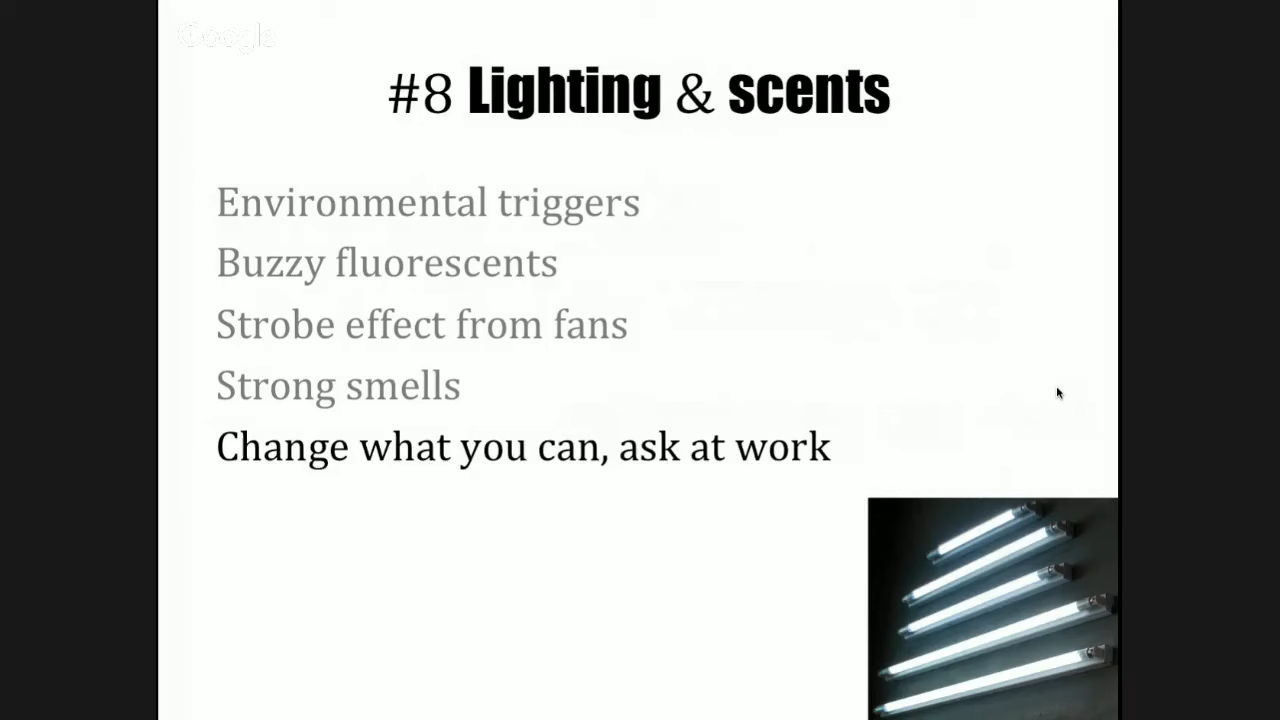 Google
#8 Lighting & scents
Environmental triggers
Buzzy fluorescents
Strobe effect from fans
Strong smells
Change what you can, ask at work